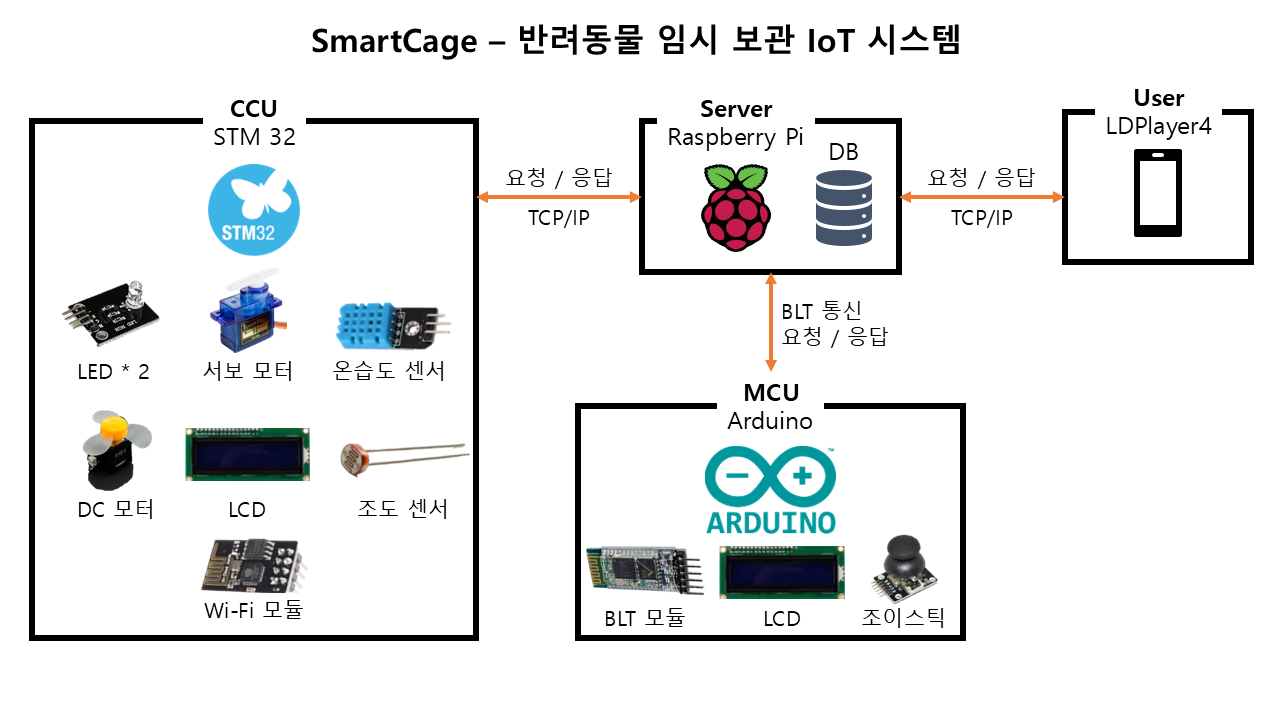 SmartCage – 반려동물 임시 보관 IoT 시스템
CCU
STM 32
STM32
LED * 2
서보 모터
온습도 센서
DC 모터
LCD
조도 센서
Wi-Fi 모듈
요청 / 응답
TCP/IP
Server
Raspberry Pi
DB
요청 / 응답
TCP/IP
User
LDPlayer4
BLT 통신
요청 / 응답
MCU
Arduino
ARDUINO
™
BLT 모듈
LCD
조이스틱